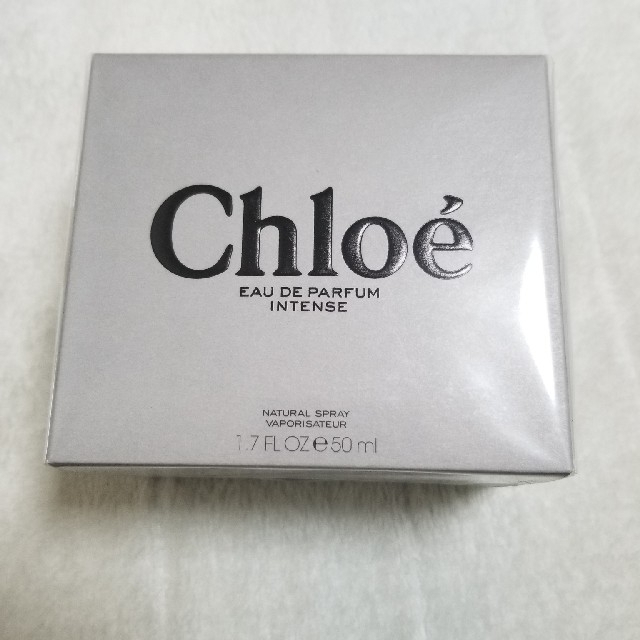 Chloé
EAU DE PARFUM
INTENSE
NATURAL SPRAY
VAPORISATEUR
1.7 FL OZ ℮ 50 ml